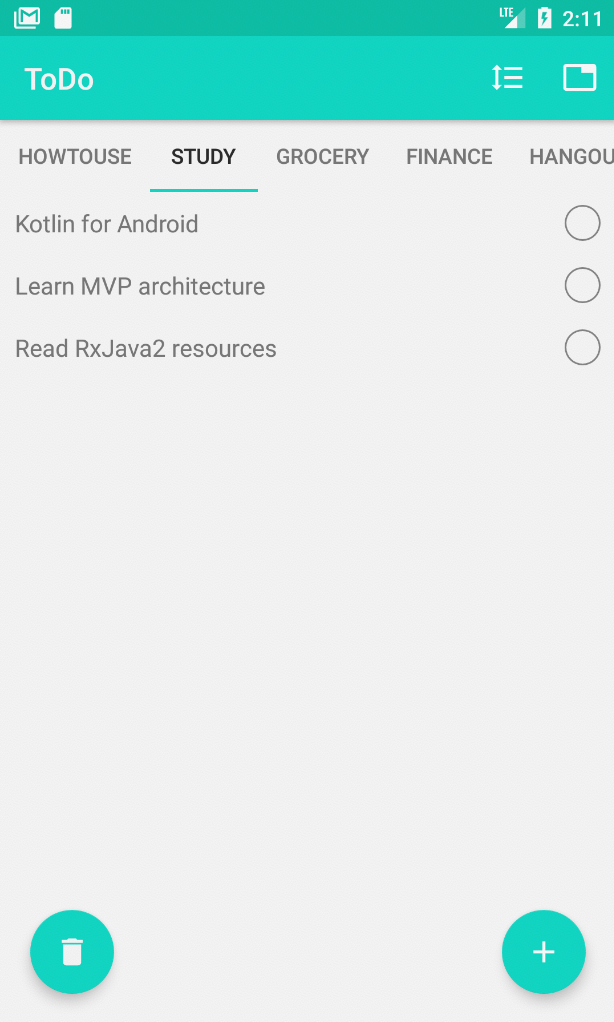 LTE 2:11
ToDo
HOWTOUSE STUDY GROCERY FINANCE HANGOU
Kotlin for Android
Learn MVP architecture
Read RxJava2 resources